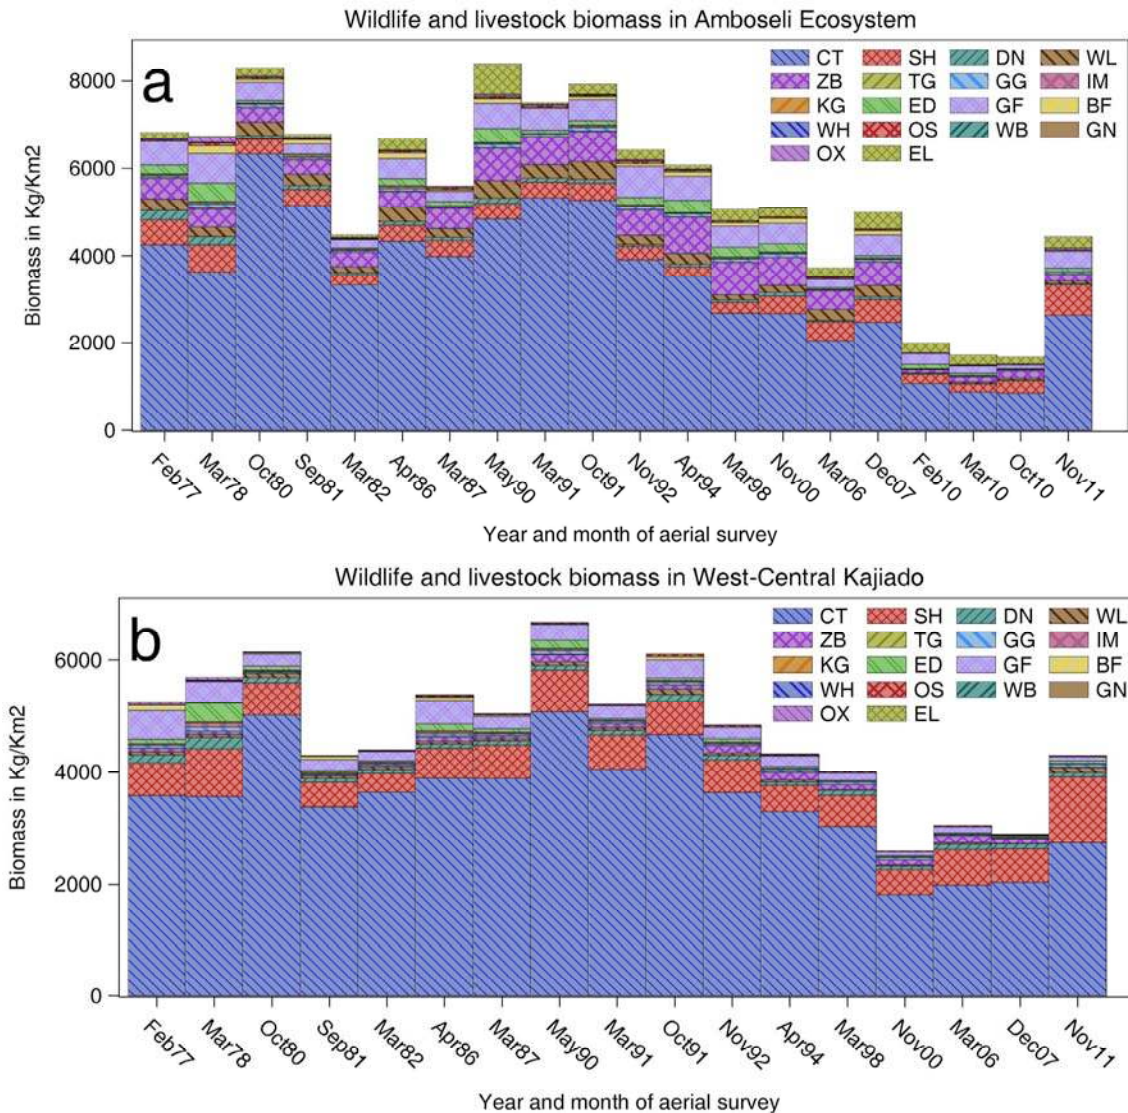 Wildlife and livestock biomass in Amboseli Ecosystem
a
CT SH DN WL
ZB TG GG IM
KG ED GF BF
WH OS WB GN
OX EL
Biomass in Kg/Km2
8000
6000
4000
2000
0
Feb77 Mar78 Oct80 Sep81 Mar82 Apr86 Mar87 May90 Mar91 Oct91 Nov92 Apr94 Mar98 Nov00 Mar06 Dec07 Feb10 Mar10 Oct10 Nov11
Year and month of aerial survey
Wildlife and livestock biomass in West-Central Kajiado
b
CT SH DN WL
ZB TG GG IM
KG ED GF BF
WH OS WB GN
OX EL
Biomass in Kg/Km2
6000
4000
2000
0
Feb77 Mar78 Oct80 Sep81 Mar82 Apr86 Mar87 May90 Mar91 Oct91 Nov92 Apr94 Mar98 Nov00 Mar06 Dec07 Nov11
Year and month of aerial survey